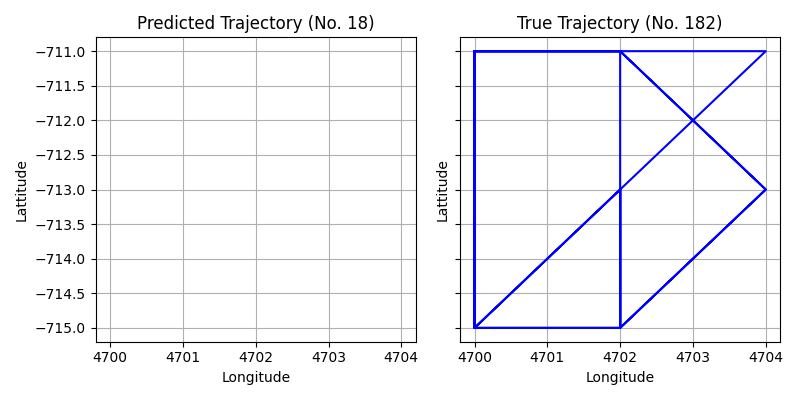 Predicted Trajectory (No. 18)
−711.0
−711.5
−712.0
−712.5
−713.0
−713.5
−714.0
−714.5
−715.0
Lattitude
4700 4701 4702 4703 4704
Longitude
True Trajectory (No. 182)
Lattitude
4700 4701 4702 4703 4704
Longitude